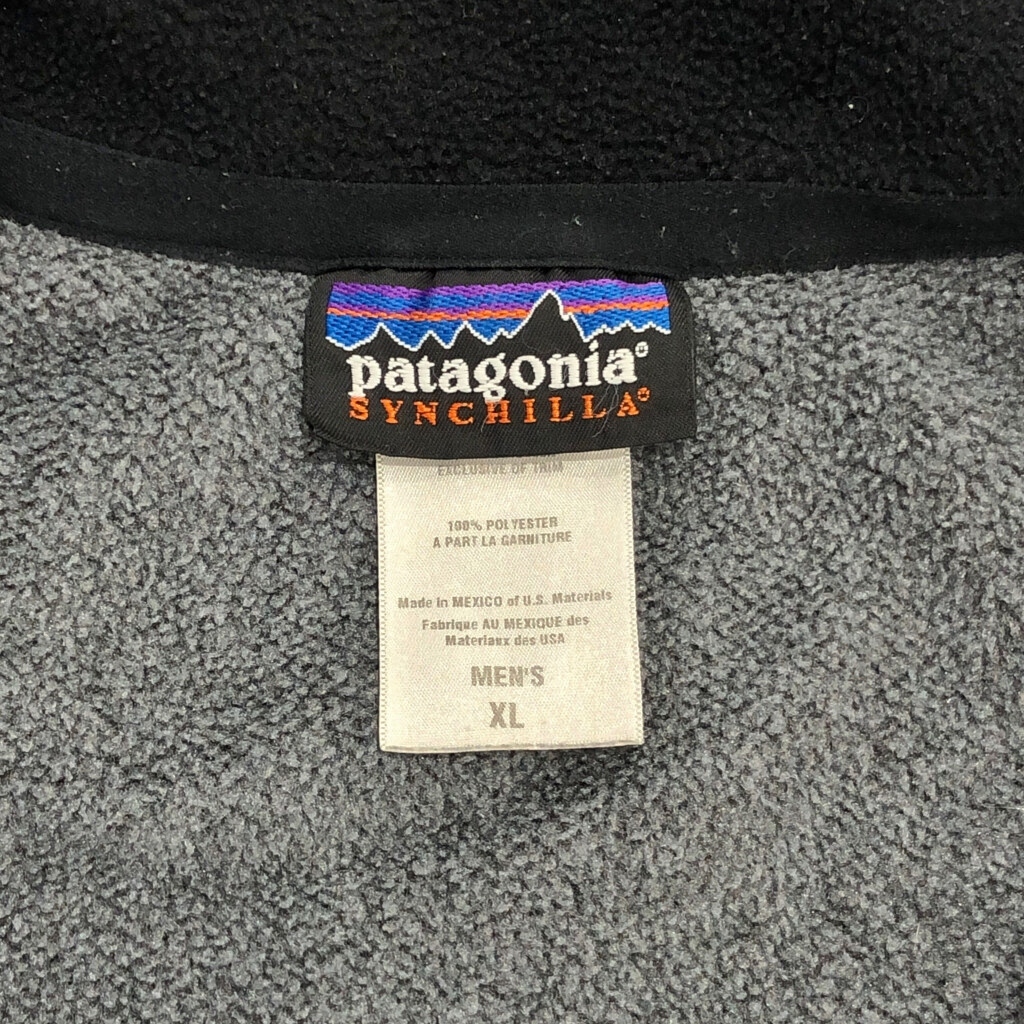 patagonia®
SYNCHILLA®
EXCLUSIVE OF TRIM
100% POLYESTER
A PART LA GARNITURE
Made in MEXICO of U.S. Materials
Fabrique AU MEXIQUE des
Materiaux des USA
MEN'S
XL